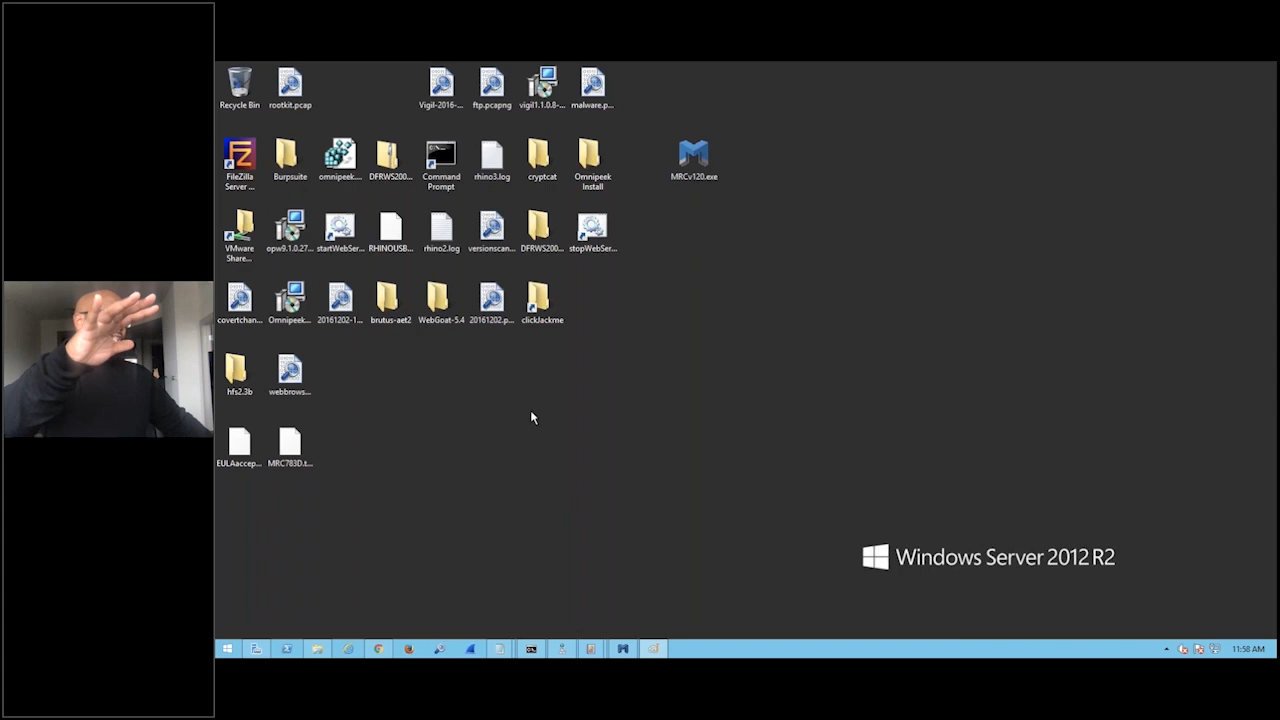 Recycle Bin
rootkit.pcap
Vigil-2016-...
ftp.pcapng
vigil1.1.0.8-...
malware.p...
FileZilla
Server ...
Burpsuite
omnipeek....
DFRWS200...
Command
Prompt
rhino3.log
cryptcat
Omnipeek
Install
MRCv120.exe
VMware
Share...
opw9.1.0.27...
startWebSer...
RHINOUSB...
rhino2.log
versionscan...
DFRWS200...
stopWebSer...
covertchan...
Omnipeek...
20161202-1...
brutus-aet2
WebGoat-5.4
20161202.p...
clickJackme
hfs2.3b
webbrows...
EULAaccep...
MRC783D.t...
Windows Server 2012 R2
11:58 AM